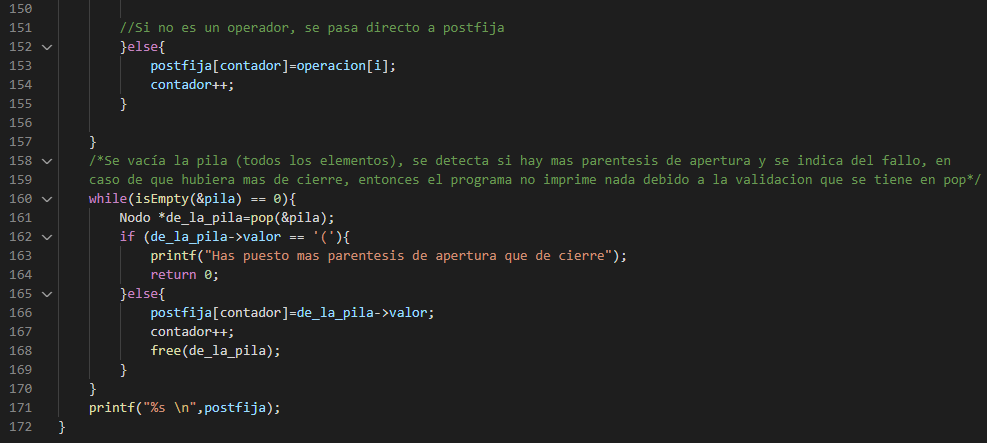 150
151 //Si no es un operador, se pasa directo a postfija
152 }else{
153 postfija[contador]=operacion[i];
154 contador++;
155 }
156
157 }
158 /*Se vacía la pila (todos los elementos), se detecta si hay mas parentesis de apertura y se indica del fallo, en
159 caso de que hubiera mas de cierre, entonces el programa no imprime nada debido a la validacion que se tiene en pop*/
160 while(isEmpty(&pila) == 0){
161 Nodo *de_la_pila=pop(&pila);
162 if (de_la_pila->valor == '('){
163 printf("Has puesto mas parentesis de apertura que de cierre");
164 return 0;
165 }else{
166 postfija[contador]=de_la_pila->valor;
167 contador++;
168 free(de_la_pila);
169 }
170 }
171 printf("%s \n",postfija);
172 }